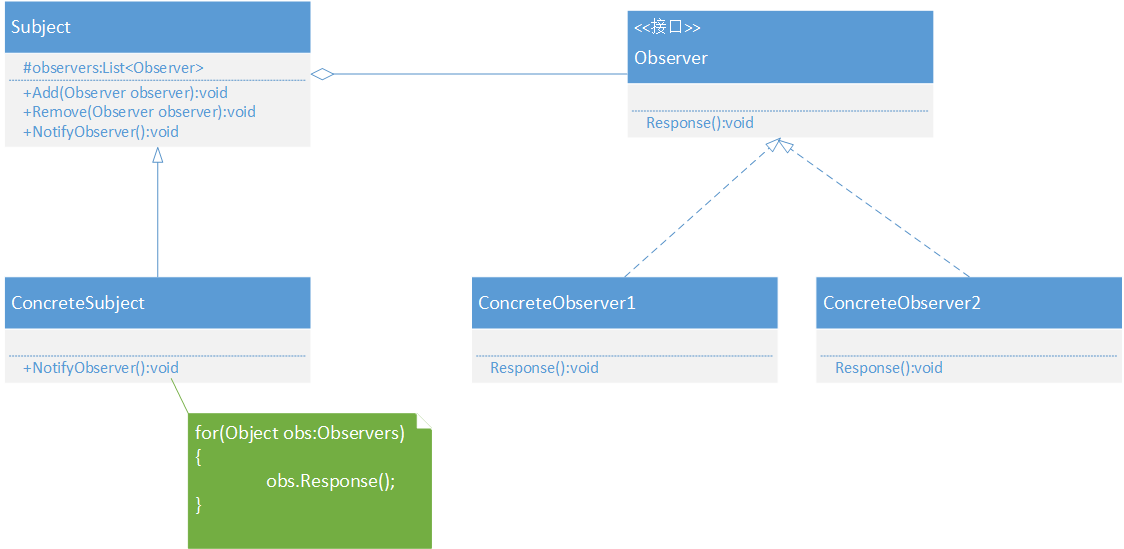 Subject
#observers:List<Observer>
+Add(Observer observer):void
+Remove(Observer observer):void
+NotifyObserver():void
<<接口>>
Observer
Response():void
ConcreteSubject
+NotifyObserver():void
ConcreteObserver1
Response():void
ConcreteObserver2
Response():void
for(Object obs:Observers)
{
obs.Response();
}